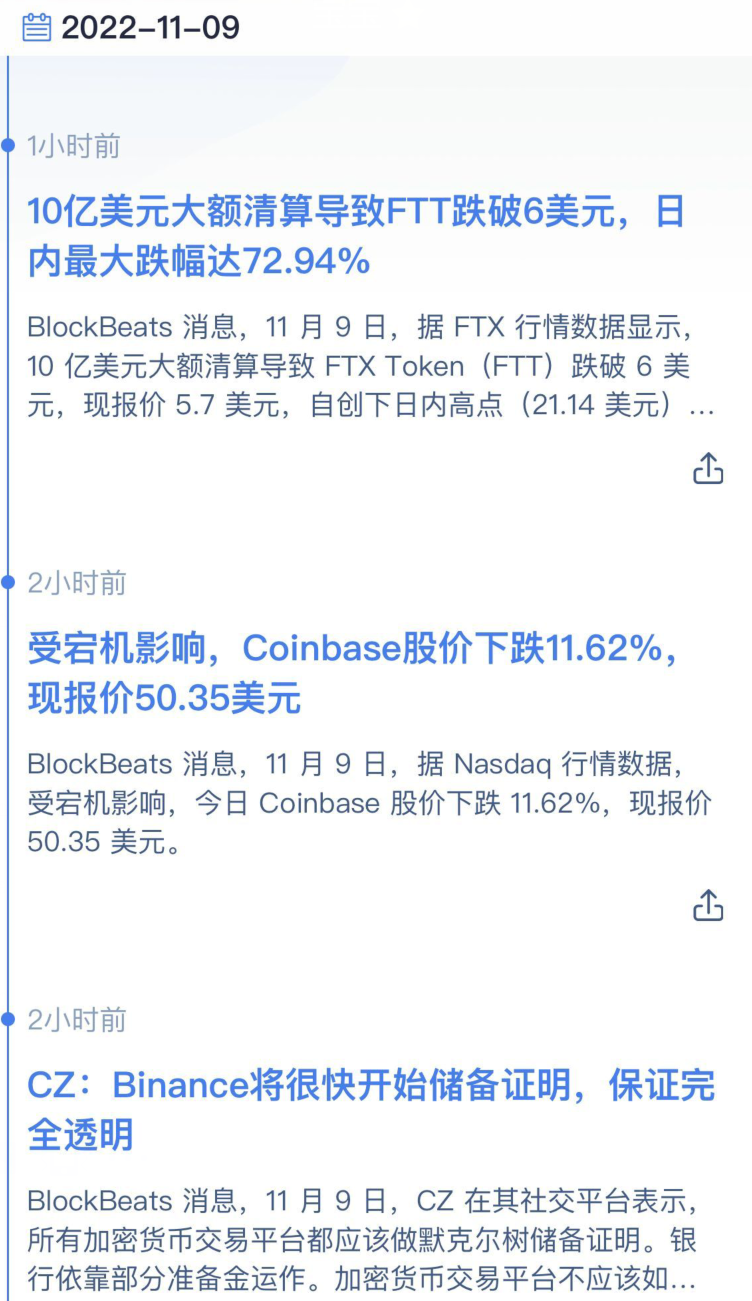 2022-11-09
1小时前
10亿美元大额清算导致FTT跌破6美元，日
内最大跌幅达72.94%
BlockBeats 消息，11 月 9 日，据 FTX 行情数据显示，
10 亿美元大额清算导致 FTX Token（FTT）跌破 6 美
元，现报价 5.7 美元，自创下日内高点（21.14 美元）...
2小时前
受宕机影响，Coinbase股价下跌11.62%，
现报价50.35美元
BlockBeats 消息，11 月 9 日，据 Nasdaq 行情数据，
受宕机影响，今日 Coinbase 股价下跌 11.62%，现报价
50.35 美元。
2小时前
CZ：Binance将很快开始储备证明，保证完
全透明
BlockBeats 消息，11 月 9 日，CZ 在其社交平台表示，
所有加密货币交易平台都应该做默克尔树储备证明。银
行依靠部分准备金运作。加密货币交易平台不应该如...